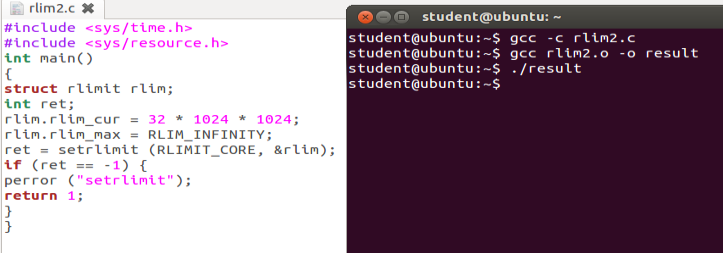 rlim2.c
#include <sys/time.h>
#include <sys/resource.h>
int main()
{
struct rlimit rlim;
int ret;
rlim.rlim_cur = 32 * 1024 * 1024;
rlim.rlim_max = RLIM_INFINITY;
ret = setrlimit (RLIMIT_CORE, &rlim);
if (ret == -1) {
perror ("setrlimit");
return 1;
}
}
student@ubuntu: ~
student@ubuntu:~$ gcc -c rlim2.c
student@ubuntu:~$ gcc rlim2.o -o result
student@ubuntu:~$ ./result
student@ubuntu:~$